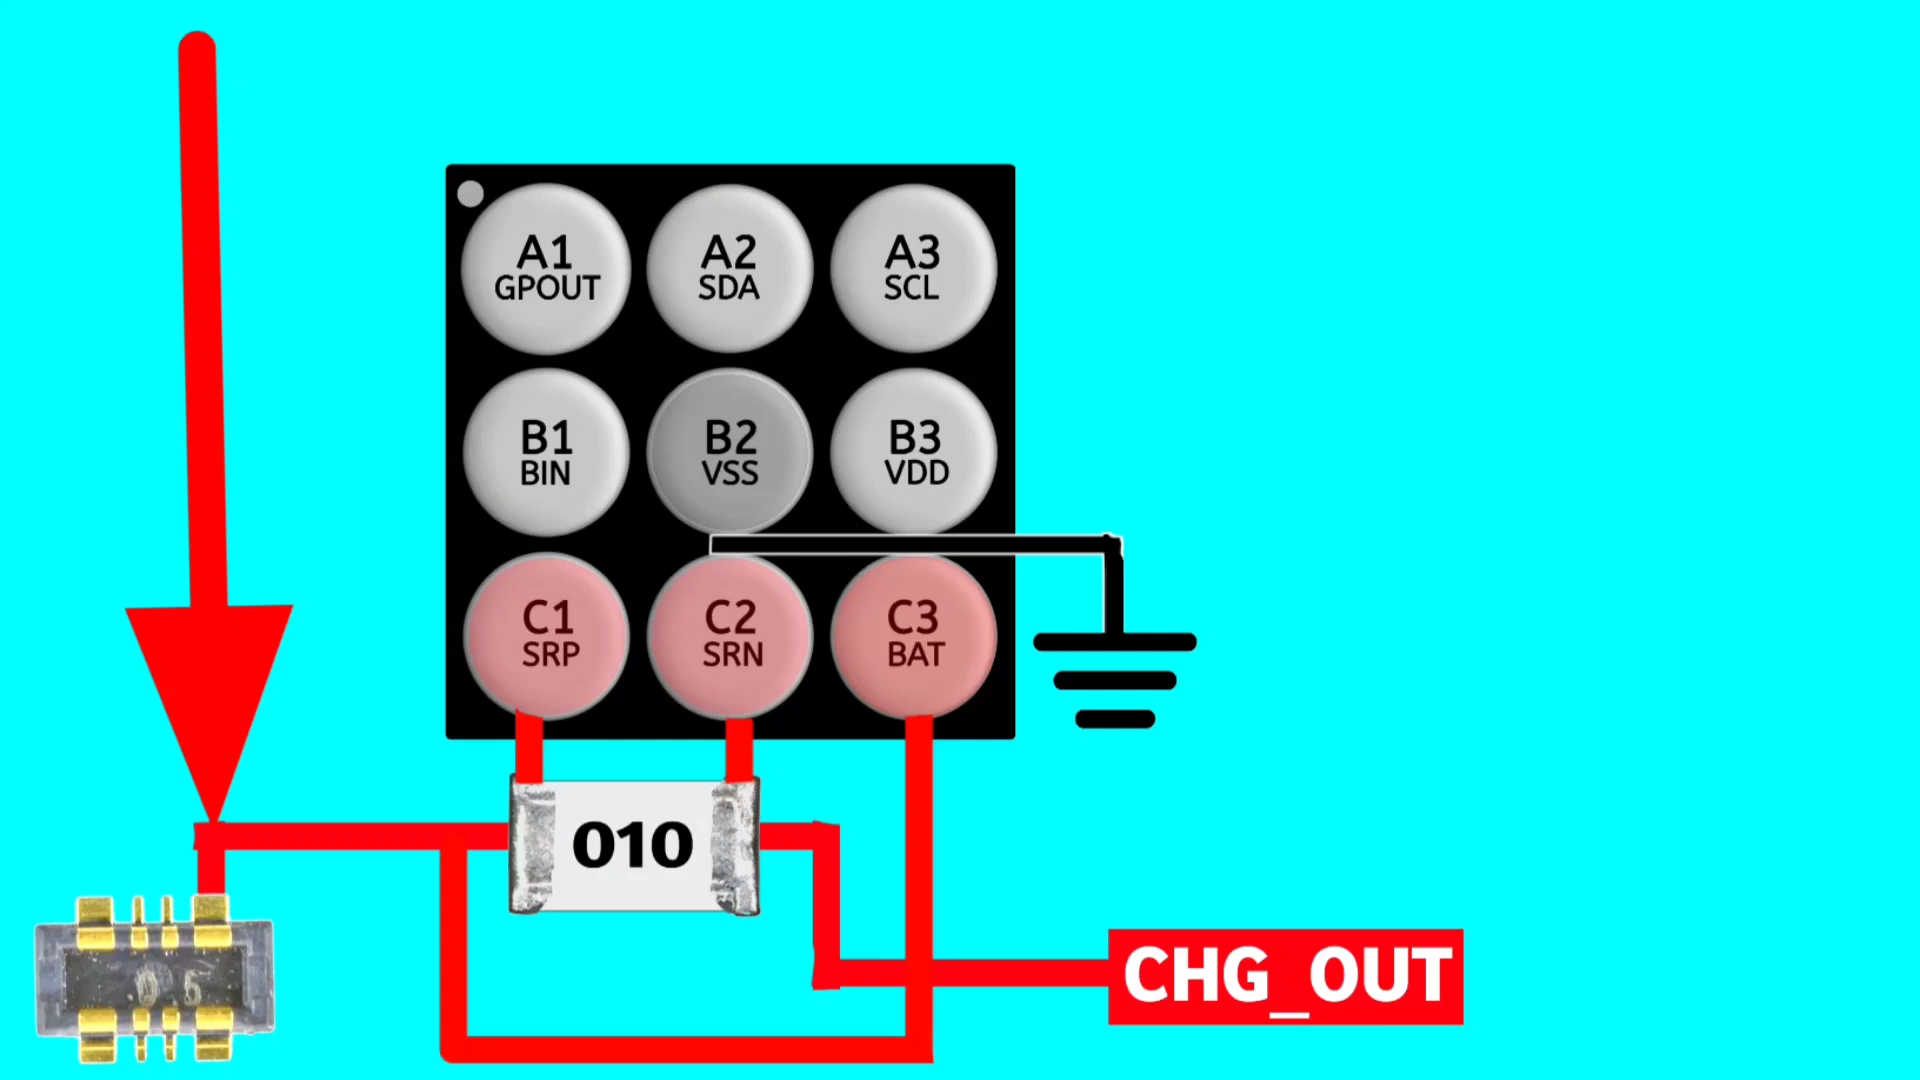 A1
GPOUT
A2
SDA
A3
SCL
B1
BIN
B2
VSS
B3
VDD
C1
SRP
C2
SRN
C3
BAT
010
05
CHG_OUT